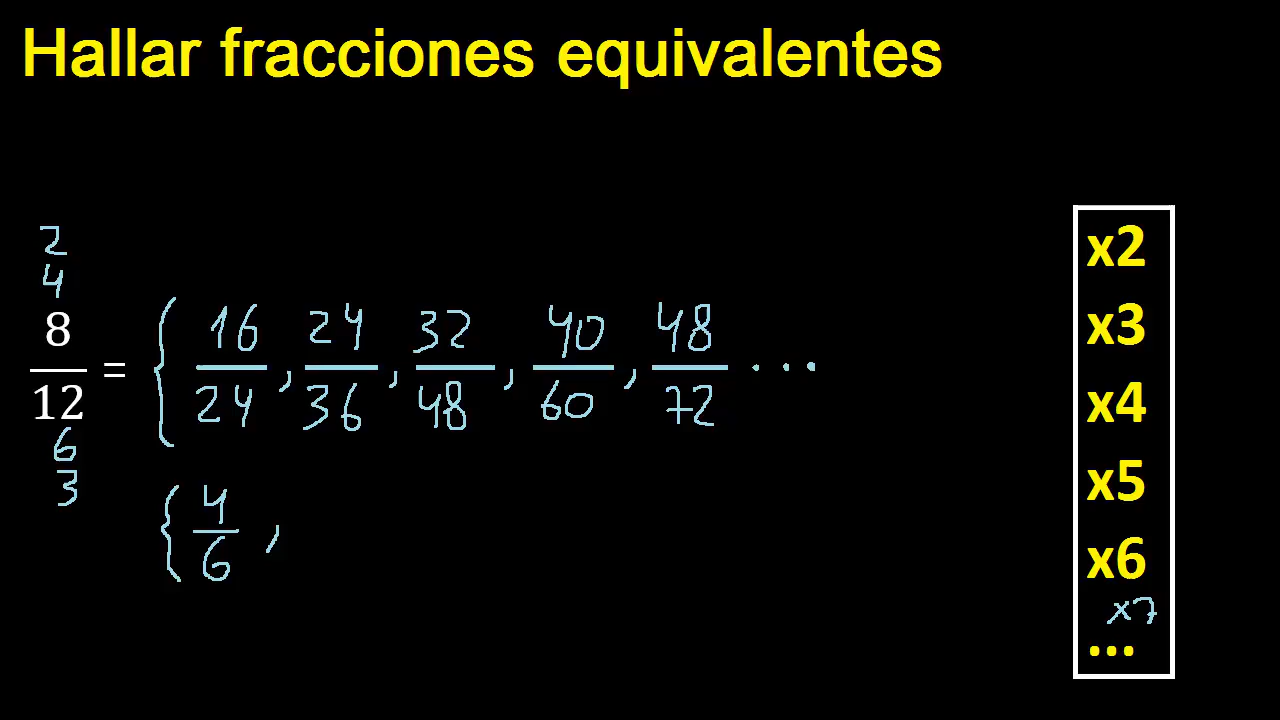 Hallar fracciones equivalentes
2
4
8
12
6
3
=
{ 16/24 , 24/36 , 32/48 , 40/60 , 48/72 ...
{ 4/6 ,
x2
x3
x4
x5
x6
x7
...